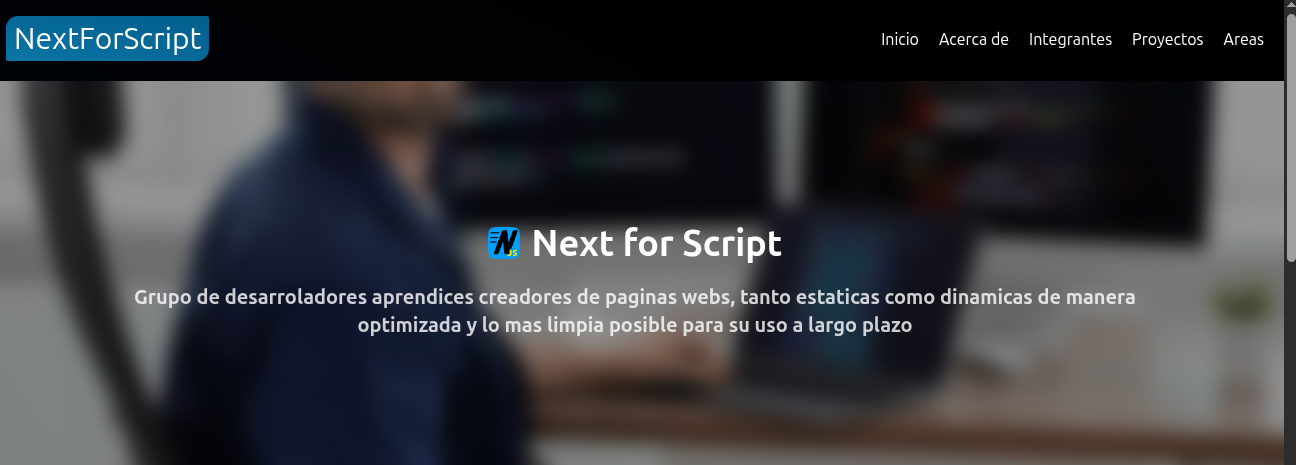 NextForScript
Inicio Acerca de Integrantes Proyectos Areas
N JS
Next for Script
Grupo de desarroladores aprendices creadores de paginas webs, tanto estaticas como dinamicas de manera
optimizada y lo mas limpia posible para su uso a largo plazo